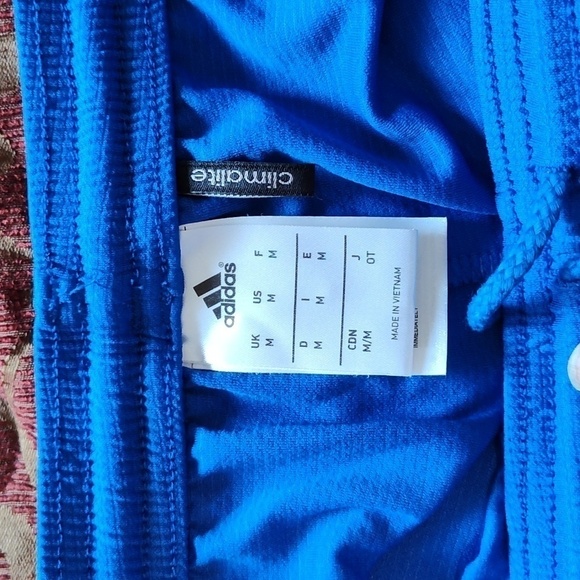 climalite
adidas
UK US F
M M M
D I E
M M M
CDN J
M/M OT
MADE IN VIETNAM